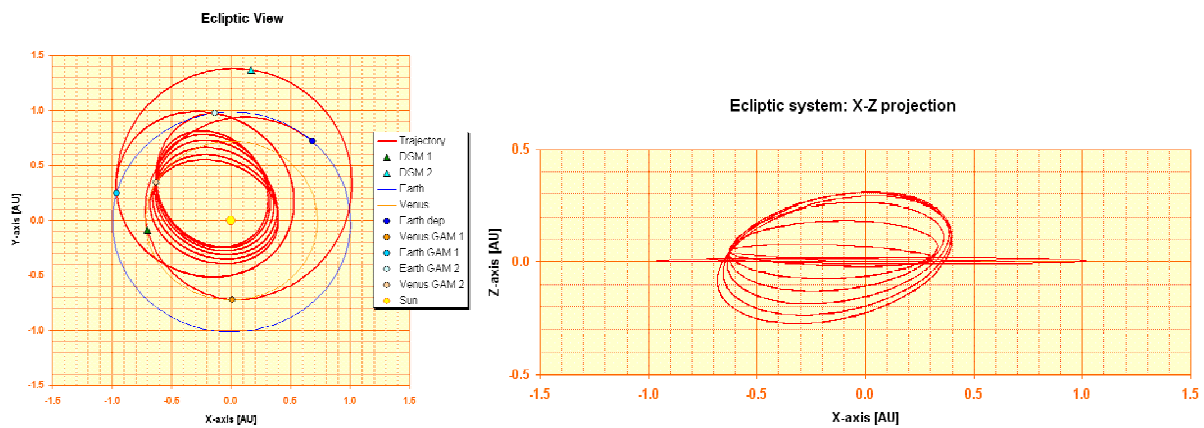 Ecliptic View
1.5
1.0
0.5
0.0
-0.5
-1.0
-1.5
Y-axis [AU]
-1.5 -1.0 -0.5 0.0 0.5 1.0 1.5
X-axis [AU]
Trajectory
DSM 1
DSM 2
Earth
Venus
Earth dep
Venus GAM 1
Earth GAM 1
Earth GAM 2
Venus GAM 2
Sun
Ecliptic system: X-Z projection
0.5
0.0
-0.5
Z-axis [AU]
-1.5 -1.0 -0.5 0.0 0.5 1.0 1.5
X-axis [AU]